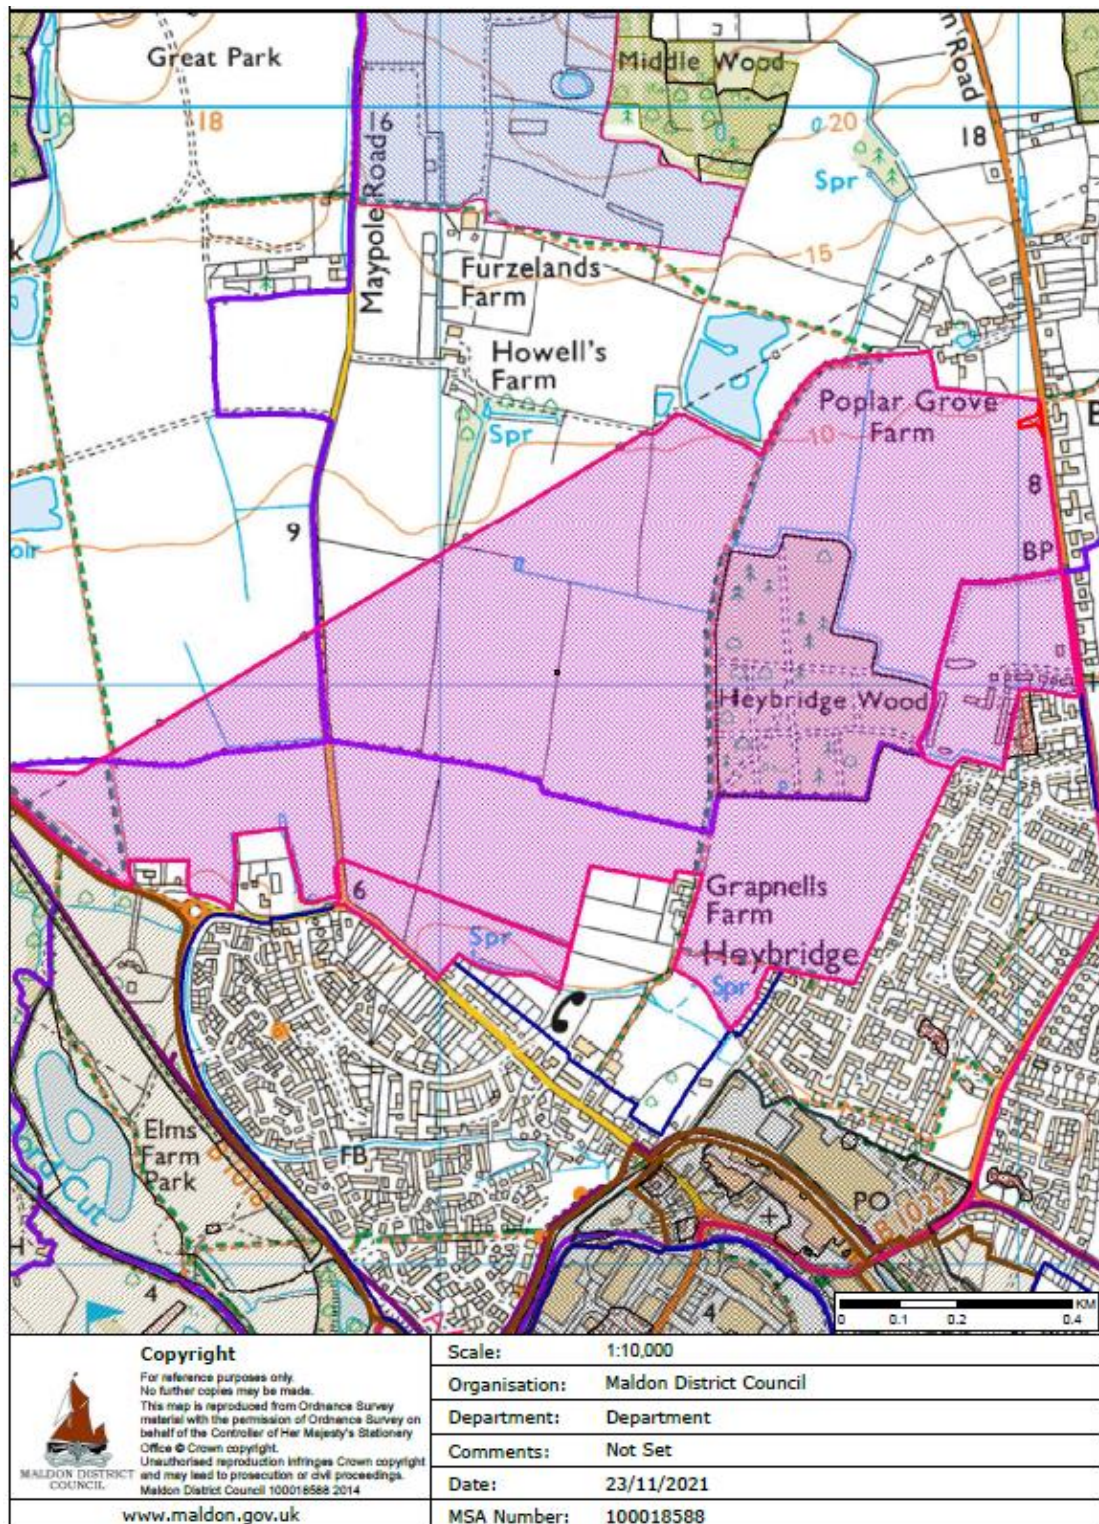 Great Park
Middle Wood
n Road
18
16
20
18
Maypole Road
Spr
15
k
Furzelands
Farm
Howell's
Farm
Poplar Grove
Farm
10
Spr
8
9
BP
oir
Heybridge Wood
6
Grapnells
Farm
Spr
Heybridge
Spr
Elms
Farm
Park
FB
PO
B 1022
ord Cut
4
4
KM
0 0.1 0.2 0.4
Copyright
For reference purposes only.
No further copies may be made.
This map is reproduced from Ordnance Survey
material with the permission of Ordnance Survey on
behalf of the Controller of Her Majesty's Stationery
Office © Crown copyright.
Unauthorised reproduction infringes Crown copyright
and may lead to prosecution or civil proceedings.
Maldon District Council 100018588 2014
MALDON DISTRICT
COUNCIL
www.maldon.gov.uk
Scale: 1:10,000
Organisation: Maldon District Council
Department: Department
Comments: Not Set
Date: 23/11/2021
MSA Number: 100018588